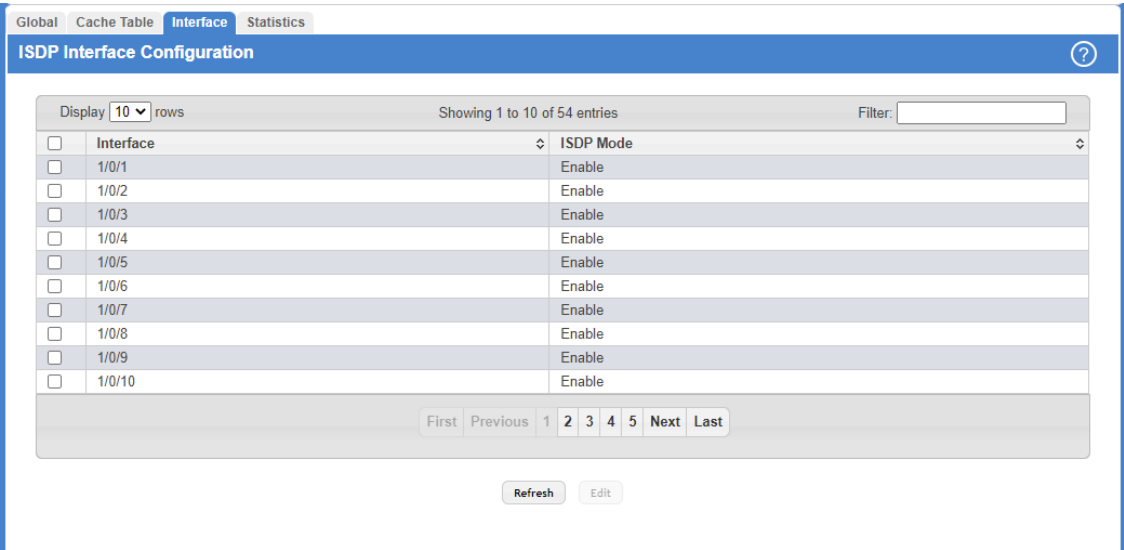 Global Cache Table Interface Statistics
ISDP Interface Configuration ?
Display 10 rows Showing 1 to 10 of 54 entries Filter:
Interface ISDP Mode
1/0/1 Enable
1/0/2 Enable
1/0/3 Enable
1/0/4 Enable
1/0/5 Enable
1/0/6 Enable
1/0/7 Enable
1/0/8 Enable
1/0/9 Enable
1/0/10 Enable
First Previous 1 2 3 4 5 Next Last
Refresh Edit